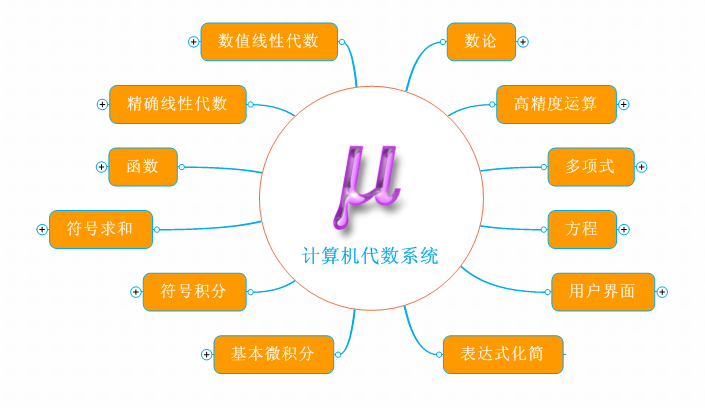 数值线性代数
数论
精确线性代数
高精度运算
函数
多项式
μ
计算机代数系统
符号求和
方程
符号积分
用户界面
基本微积分
表达式化简